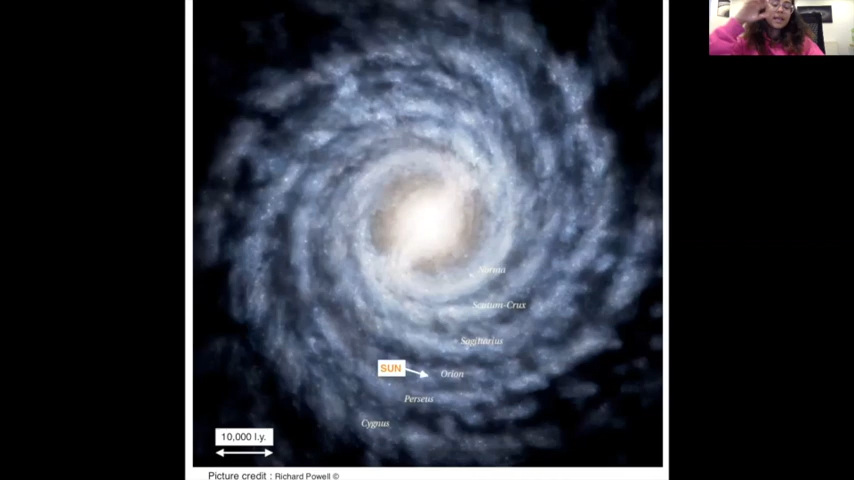 Norma
Scutum-Crux
Sagittarius
SUN
Orion
Perseus
Cygnus
10,000 l.y.
Picture credit : Richard Powell ©